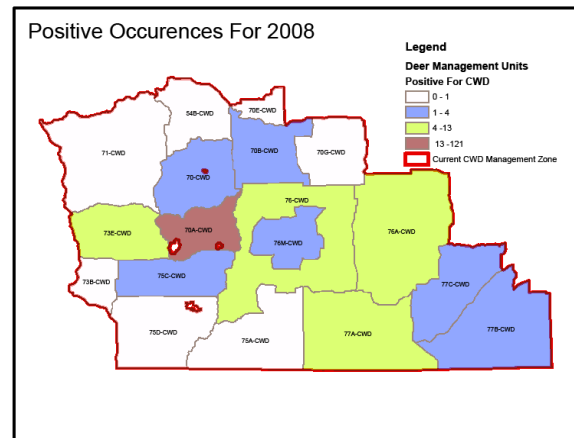 Positive Occurences For 2008
Legend
Deer Management Units
Positive For CWD
0 - 1
1 - 4
4 -13
13 -121
Current CWD Management Zone
54B-CWD
70E-CWD
71-CWD
70B-CWD
70G-CWD
70-CWD
76-CWD
76A-CWD
73E-CWD
70A-CWD
76M-CWD
73B-CWD
75C-CWD
77C-CWD
75D-CWD
75A-CWD
77A-CWD
77B-CWD